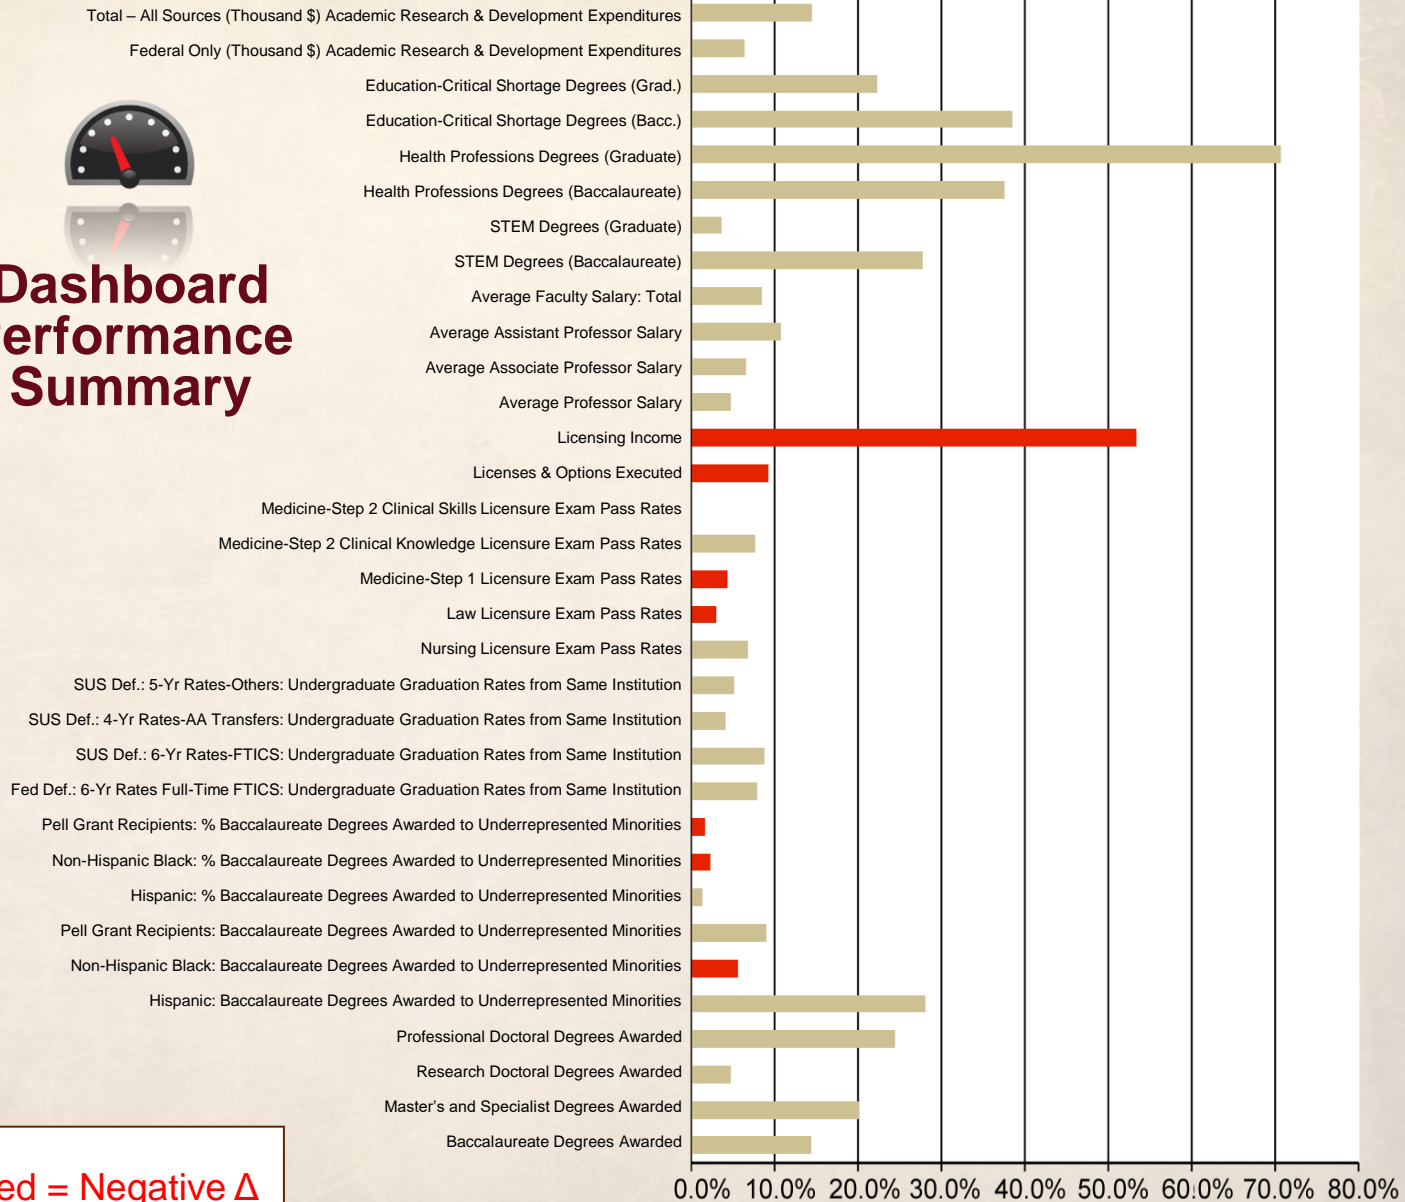 Total – All Sources (Thousand $) Academic Research & Development Expenditures
Federal Only (Thousand $) Academic Research & Development Expenditures
Education-Critical Shortage Degrees (Grad.)
Education-Critical Shortage Degrees (Bacc.)
Health Professions Degrees (Graduate)
Health Professions Degrees (Baccalaureate)
STEM Degrees (Graduate)
STEM Degrees (Baccalaureate)
Average Faculty Salary: Total
Average Assistant Professor Salary
Average Associate Professor Salary
Average Professor Salary
Licensing Income
Licenses & Options Executed
Medicine-Step 2 Clinical Skills Licensure Exam Pass Rates
Medicine-Step 2 Clinical Knowledge Licensure Exam Pass Rates
Medicine-Step 1 Licensure Exam Pass Rates
Law Licensure Exam Pass Rates
Nursing Licensure Exam Pass Rates
SUS Def.: 5-Yr Rates-Others: Undergraduate Graduation Rates from Same Institution
SUS Def.: 4-Yr Rates-AA Transfers: Undergraduate Graduation Rates from Same Institution
SUS Def.: 6-Yr Rates-FTICS: Undergraduate Graduation Rates from Same Institution
Fed Def.: 6-Yr Rates Full-Time FTICS: Undergraduate Graduation Rates from Same Institution
Pell Grant Recipients: % Baccalaureate Degrees Awarded to Underrepresented Minorities
Non-Hispanic Black: % Baccalaureate Degrees Awarded to Underrepresented Minorities
Hispanic: % Baccalaureate Degrees Awarded to Underrepresented Minorities
Pell Grant Recipients: Baccalaureate Degrees Awarded to Underrepresented Minorities
Non-Hispanic Black: Baccalaureate Degrees Awarded to Underrepresented Minorities
Hispanic: Baccalaureate Degrees Awarded to Underrepresented Minorities
Professional Doctoral Degrees Awarded
Research Doctoral Degrees Awarded
Master's and Specialist Degrees Awarded
Baccalaureate Degrees Awarded
0.0% 10.0% 20.0% 30.0% 40.0% 50.0% 60.0% 70.0% 80.0%
Dashboard
erformance
Summary
ed = Negative Δ